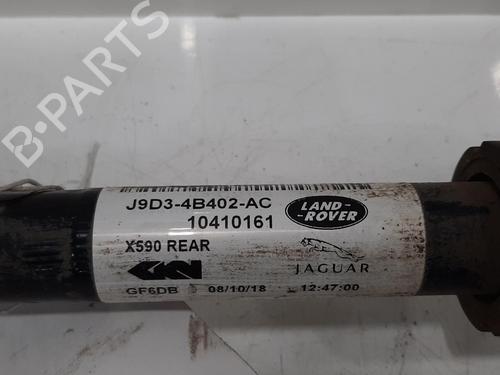 B-PARTS
J9D3-4B402-AC
10410161
LAND-
ROVER
X590 REAR
GKN
JAGUAR
GF6DB 08/10/18 12:47:00